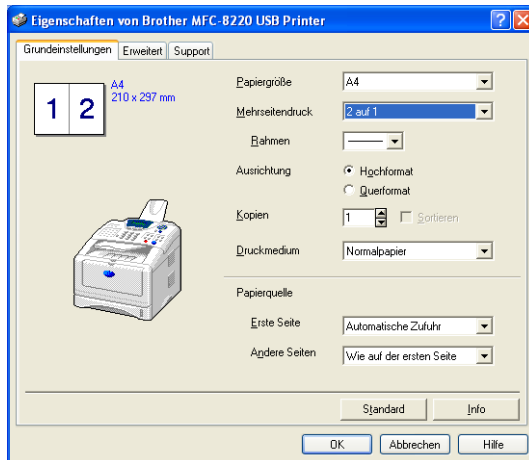 Eigenschaften von Brother MFC-8220 USB Printer
Grundeinstellungen Erweitert Support
1 2
A4
210 x 297 mm
Papiergröße A4
Mehrseitendruck 2 auf 1
Rahmen
Ausrichtung Hochformat
Querformat
Kopien 1 Sortieren
Druckmedium Normalpapier
Papierquelle
Erste Seite Automatische Zufuhr
Andere Seiten Wie auf der ersten Seite
Standard Info
OK Abbrechen Hilfe